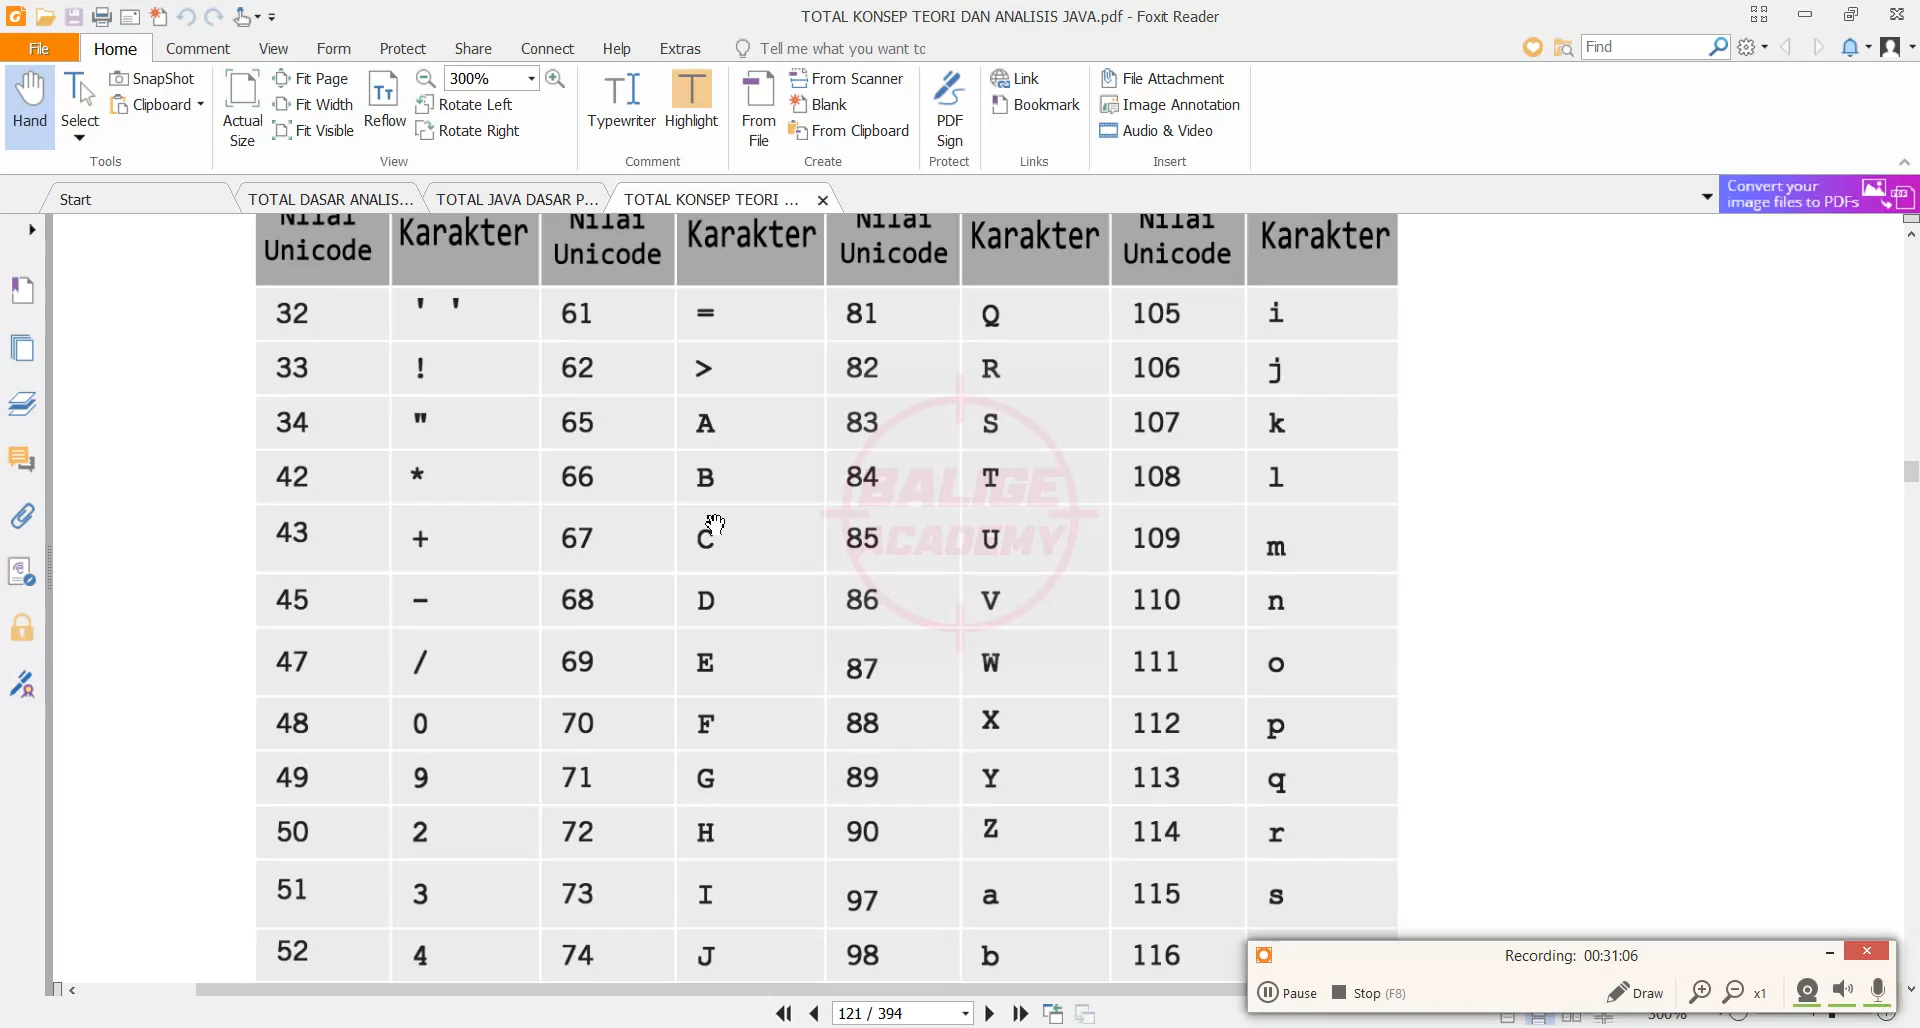 TOTAL KONSEP TEORI DAN ANALISIS JAVA.pdf - Foxit Reader
File Home Comment View Form Protect Share Connect Help Extras Tell me what you want to Find
SnapShot Fit Page 300% From Scanner Link File Attachment
Clipboard Fit Width Rotate Left Blank Bookmark Image Annotation
Hand Select Actual Size Fit Visible Reflow Rotate Right Typewriter Highlight From File From Clipboard PDF Sign Audio & Video
Tools View Comment Create Protect Links Insert
Start TOTAL DASAR ANALIS... TOTAL JAVA DASAR P... TOTAL KONSEP TEORI ... Convert your image files to PDFs
Nilai Unicode Karakter Nilai Unicode Karakter Nilai Unicode Karakter Nilai Unicode Karakter
32 ' ' 61 = 81 Q 105 i
33 ! 62 > 82 R 106 j
34 " 65 A 83 S 107 k
42 * 66 B 84 T 108 l
43 + 67 C 85 U 109 m
45 - 68 D 86 V 110 n
47 / 69 E 87 W 111 o
48 0 70 F 88 X 112 p
49 9 71 G 89 Y 113 q
50 2 72 H 90 Z 114 r
51 3 73 I 97 a 115 s
52 4 74 J 98 b 116
BALIGE
ACADEMY
Recording: 00:31:06
Pause Stop (F8) Draw x1
121 / 394
300%